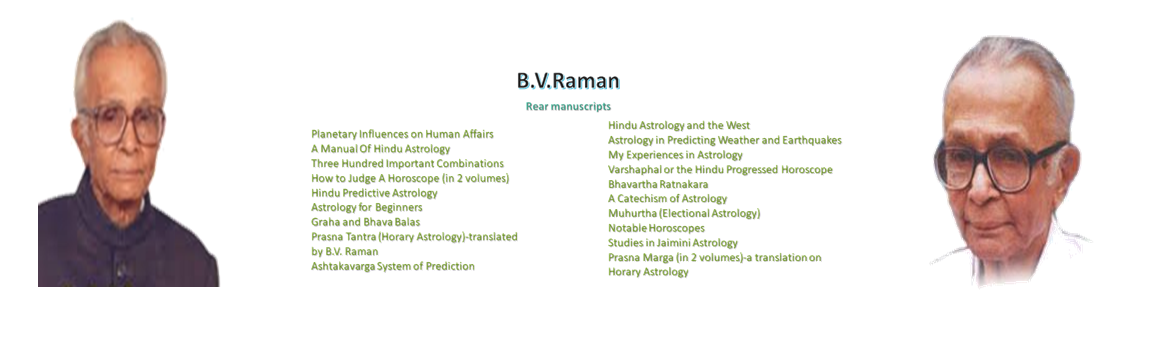 B.V.Raman
Rear manuscripts
Planetary Influences on Human Affairs
A Manual Of Hindu Astrology
Three Hundred Important Combinations
How to Judge A Horoscope (in 2 volumes)
Hindu Predictive Astrology
Astrology for Beginners
Graha and Bhava Balas
Prasna Tantra (Horary Astrology)-translated
by B.V. Raman
Ashtakavarga System of Prediction
Hindu Astrology and the West
Astrology in Predicting Weather and Earthquakes
My Experiences in Astrology
Varshaphal or the Hindu Progressed Horoscope
Bhavartha Ratnakara
A Catechism of Astrology
Muhurtha (Electional Astrology)
Notable Horoscopes
Studies in Jaimini Astrology
Prasna Marga (in 2 volumes)-a translation on
Horary Astrology